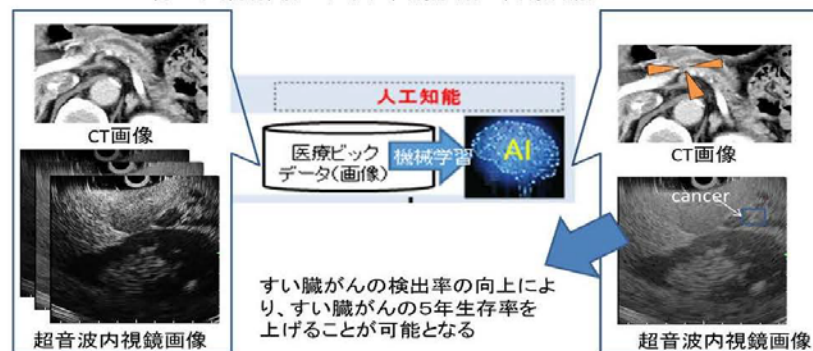 CT画像
超音波内視鏡画像
人工知能
医療ビック
データ(画像)
機械学習
AI
すい臓がんの検出率の向上によ
り、すい臓がんの5年生存率を
上げることが可能となる
CT画像
cancer
超音波内視鏡画像